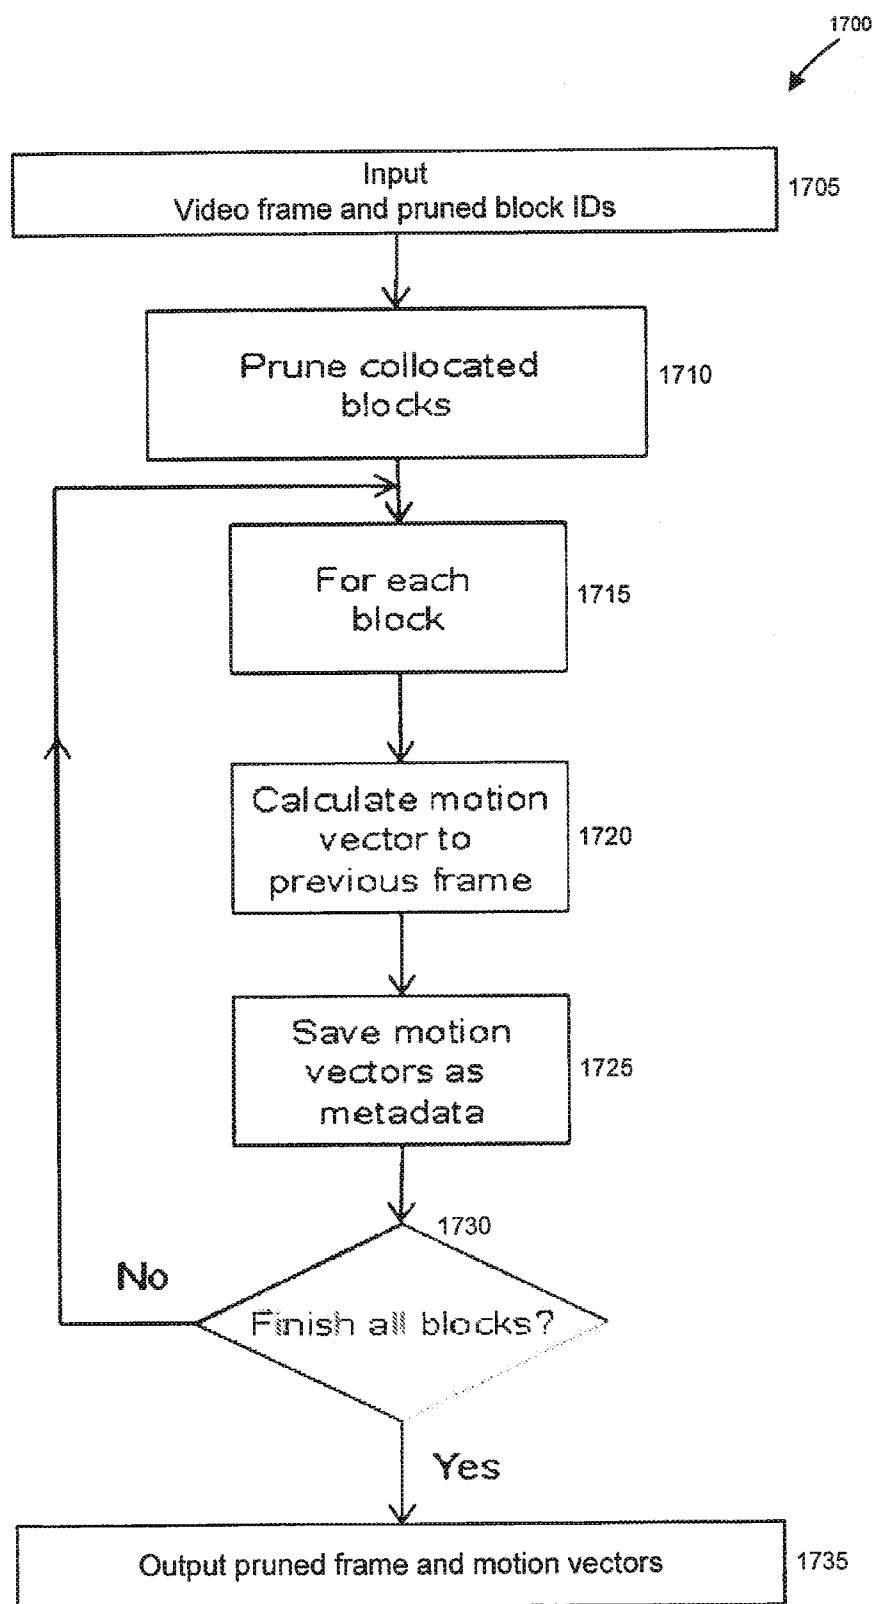 1700
Input
Video frame and pruned block IDs
1705
Prune collocated
blocks
1710
For each
block
1715
Calculate motion
vector to
previous frame
1720
Save motion
vectors as
metadata
1725
1730
No
Finish all blocks?
Yes
Output pruned frame and motion vectors
1735